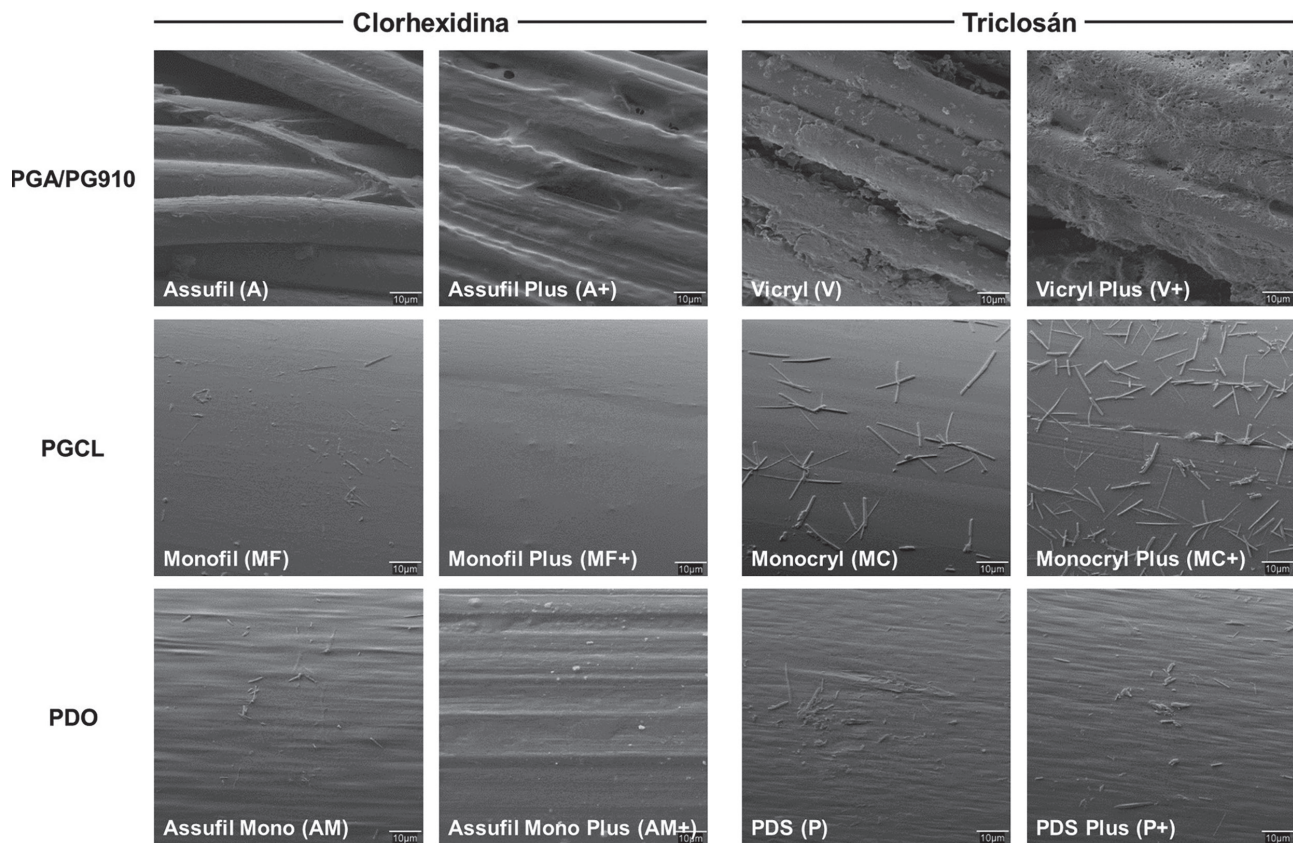 Clorhexidina
Triclosán
PGA/PG910
Assufil (A)
10µm
Assufil Plus (A+)
10µm
Vicryl (V)
10µm
Vicryl Plus (V+)
10µm
PGCL
Monofil (MF)
10µm
Monofil Plus (MF+)
10µm
Monocryl (MC)
10µm
Monocryl Plus (MC+)
10µm
PDO
Assufil Mono (AM)
10µm
Assufil Mono Plus (AM+)
10µm
PDS (P)
10µm
PDS Plus (P+)
10µm